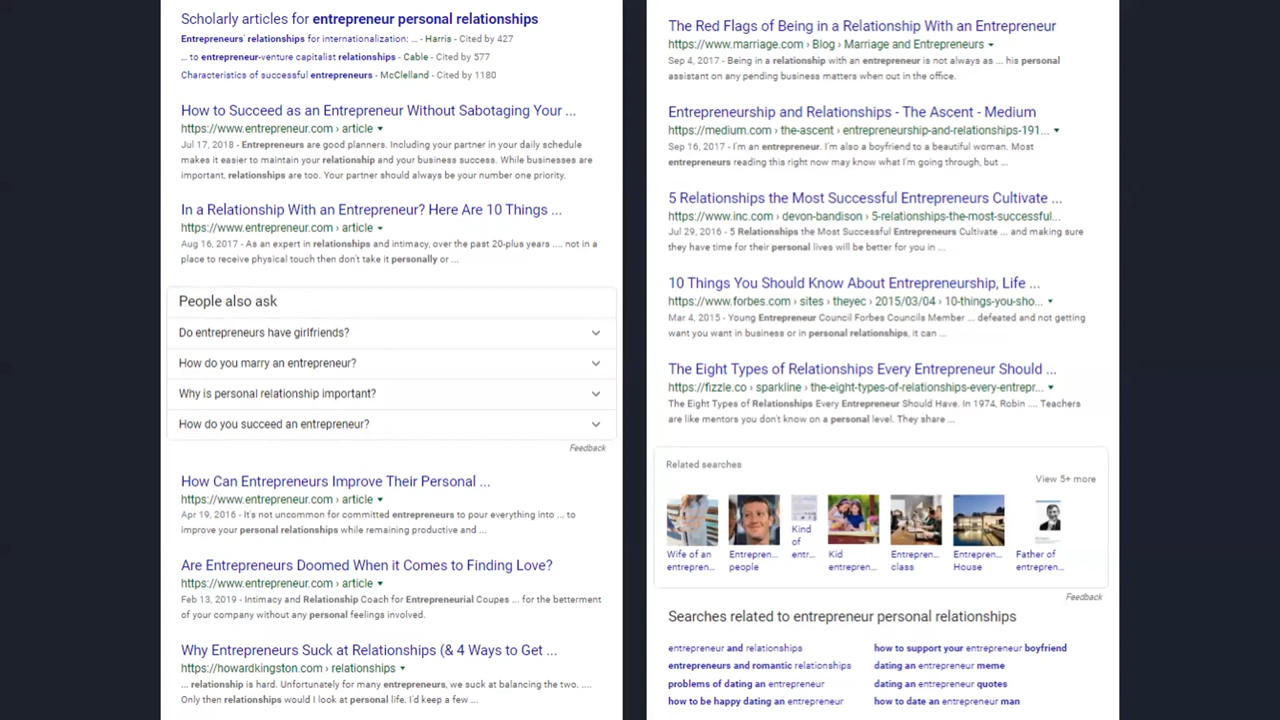 Scholarly articles for entrepreneur personal relationships
Entrepreneurs' relationships for internationalization: ... - Harris - Cited by 427
... to entrepreneur-venture capitalist relationships - Cable - Cited by 577
Characteristics of successful entrepreneurs - McClelland - Cited by 1180
How to Succeed as an Entrepreneur Without Sabotaging Your ...
https://www.entrepreneur.com › article
Jul 17, 2018 - Entrepreneurs are good planners. Including your partner in your daily schedule
makes it easier to maintain your relationship and your business success. While businesses are
important, relationships are too. Your partner should always be your number one priority.
In a Relationship With an Entrepreneur? Here Are 10 Things ...
https://www.entrepreneur.com › article
Aug 16, 2017 - As an expert in relationships and intimacy, over the past 20-plus years .... not in a
place to receive physical touch then don't take it personally or ...
People also ask
Do entrepreneurs have girlfriends?
How do you marry an entrepreneur?
Why is personal relationship important?
How do you succeed an entrepreneur?
Feedback
How Can Entrepreneurs Improve Their Personal ...
https://www.entrepreneur.com › article
Apr 19, 2016 - It's not uncommon for committed entrepreneurs to pour everything into ... to
improve your personal relationships while remaining productive and ...
Are Entrepreneurs Doomed When it Comes to Finding Love?
https://www.entrepreneur.com › article
Feb 13, 2019 - Intimacy and Relationship Coach for Entrepreneurial Coupes ... for the betterment
of your company without any personal feelings involved.
Why Entrepreneurs Suck at Relationships (& 4 Ways to Get ...
https://howardkingston.com › relationships
... relationship is hard. Unfortunately for many entrepreneurs, we suck at balancing the two. ....
Only then relationships would I look at personal life. I'd keep a few ...
The Red Flags of Being in a Relationship With an Entrepreneur
https://www.marriage.com › Blog › Marriage and Entrepreneurs
Sep 4, 2017 - Being in a relationship with an entrepreneur is not always as ... his personal
assistant on any pending business matters when out in the office.
Entrepreneurship and Relationships - The Ascent - Medium
https://medium.com › the-ascent › entrepreneurship-and-relationships-191...
Sep 16, 2017 - I'm an entrepreneur. I'm also a boyfriend to a beautiful woman. Most
entrepreneurs reading this right now may know what I'm going through, but ...
5 Relationships the Most Successful Entrepreneurs Cultivate ...
https://www.inc.com › devon-bandison › 5-relationships-the-most-successful...
Jul 29, 2016 - 5 Relationships the Most Successful Entrepreneurs Cultivate ... and making sure
they have time for their personal lives will be better for you in ...
10 Things You Should Know About Entrepreneurship, Life ...
https://www.forbes.com › sites › theyec › 2015/03/04 › 10-things-you-sho...
Mar 4, 2015 - Young Entrepreneur Council Forbes Councils Member ... defeated and not getting
want you want in business or in personal relationships, it can ...
The Eight Types of Relationships Every Entrepreneur Should ...
https://fizzle.co › sparkline › the-eight-types-of-relationships-every-entrepr...
The Eight Types of Relationships Every Entrepreneur Should Have. In 1974, Robin .... Teachers
are like mentors you don't know on a personal level. They share ...
Related searches
View 5+ more
Wife of an entrepren...
Entrepren... people
Kind of entr...
Kid entrepren...
Entrepren... class
Entrepren... House
Father of entrepren...
Feedback
Searches related to entrepreneur personal relationships
entrepreneur and relationships
entrepreneurs and romantic relationships
problems of dating an entrepreneur
how to be happy dating an entrepreneur
how to support your entrepreneur boyfriend
dating an entrepreneur meme
dating an entrepreneur quotes
how to date an entrepreneur man